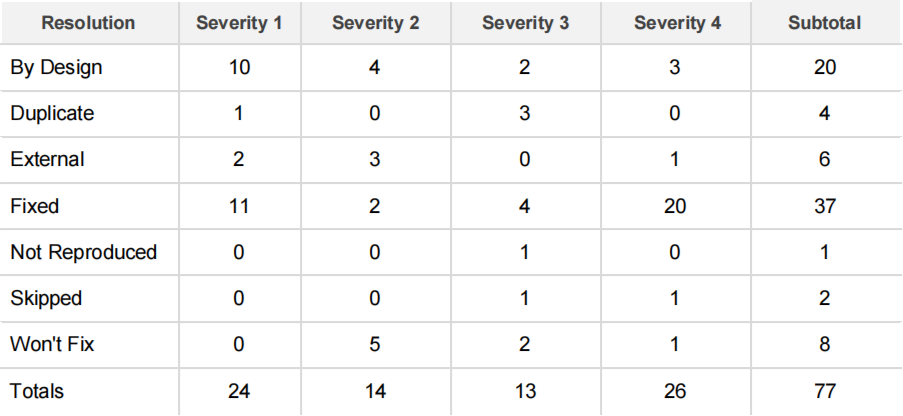 Resolution Severity 1 Severity 2 Severity 3 Severity 4 Subtotal
By Design 10 4 2 3 20
Duplicate 1 0 3 0 4
External 2 3 0 1 6
Fixed 11 2 4 20 37
Not Reproduced 0 0 1 0 1
Skipped 0 0 1 1 2
Won't Fix 0 5 2 1 8
Totals 24 14 13 26 77